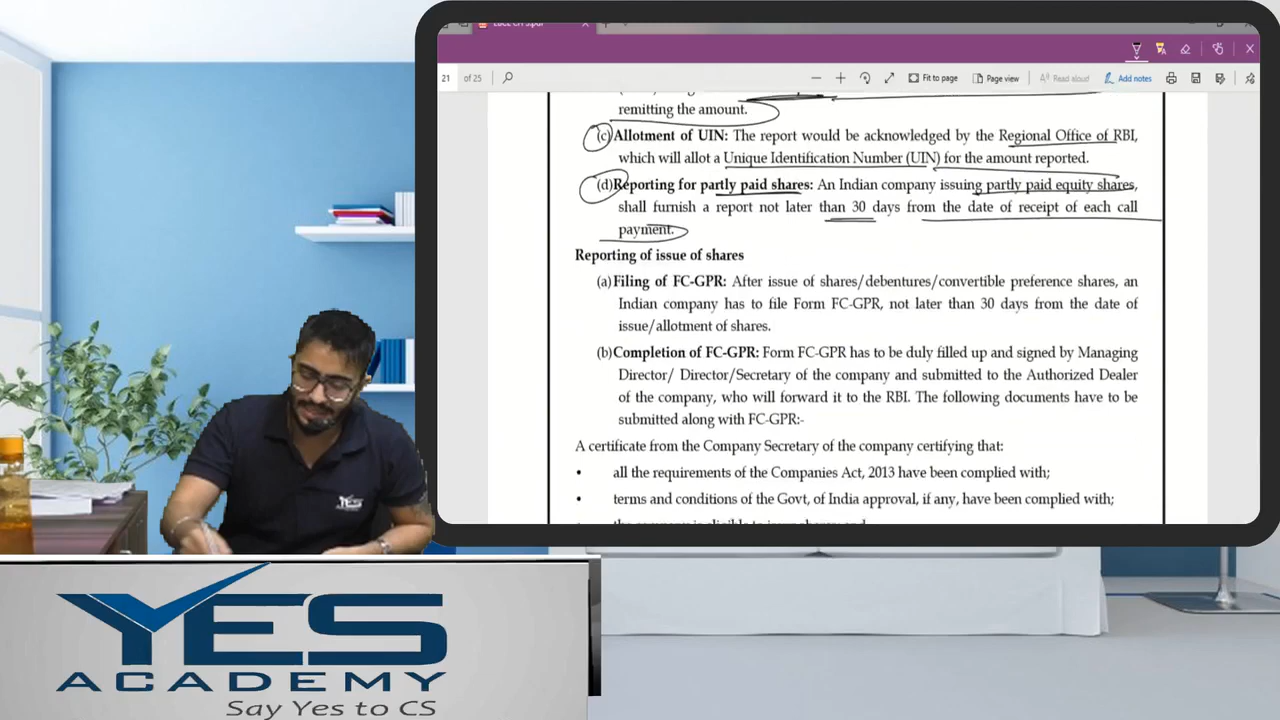 21 of 25
Fit to page
Page view
Read aloud
Add notes
remitting the amount.
(c) Allotment of UIN: The report would be acknowledged by the Regional Office of RBI,
which will allot a Unique Identification Number (UIN) for the amount reported.
(d) Reporting for partly paid shares: An Indian company issuing partly paid equity shares,
shall furnish a report not later than 30 days from the date of receipt of each call
payment.
Reporting of issue of shares
(a) Filing of FC-GPR: After issue of shares/debentures/convertible preference shares, an
Indian company has to file Form FC-GPR, not later than 30 days from the date of
issue/allotment of shares.
(b) Completion of FC-GPR: Form FC-GPR has to be duly filled up and signed by Managing
Director/ Director/Secretary of the company and submitted to the Authorized Dealer
of the company, who will forward it to the RBI. The following documents have to be
submitted along with FC-GPR:-
A certificate from the Company Secretary of the company certifying that:
• all the requirements of the Companies Act, 2013 have been complied with;
• terms and conditions of the Govt, of India approval, if any, have been complied with;
YES
YES
ACADEMY
Say Yes to CS